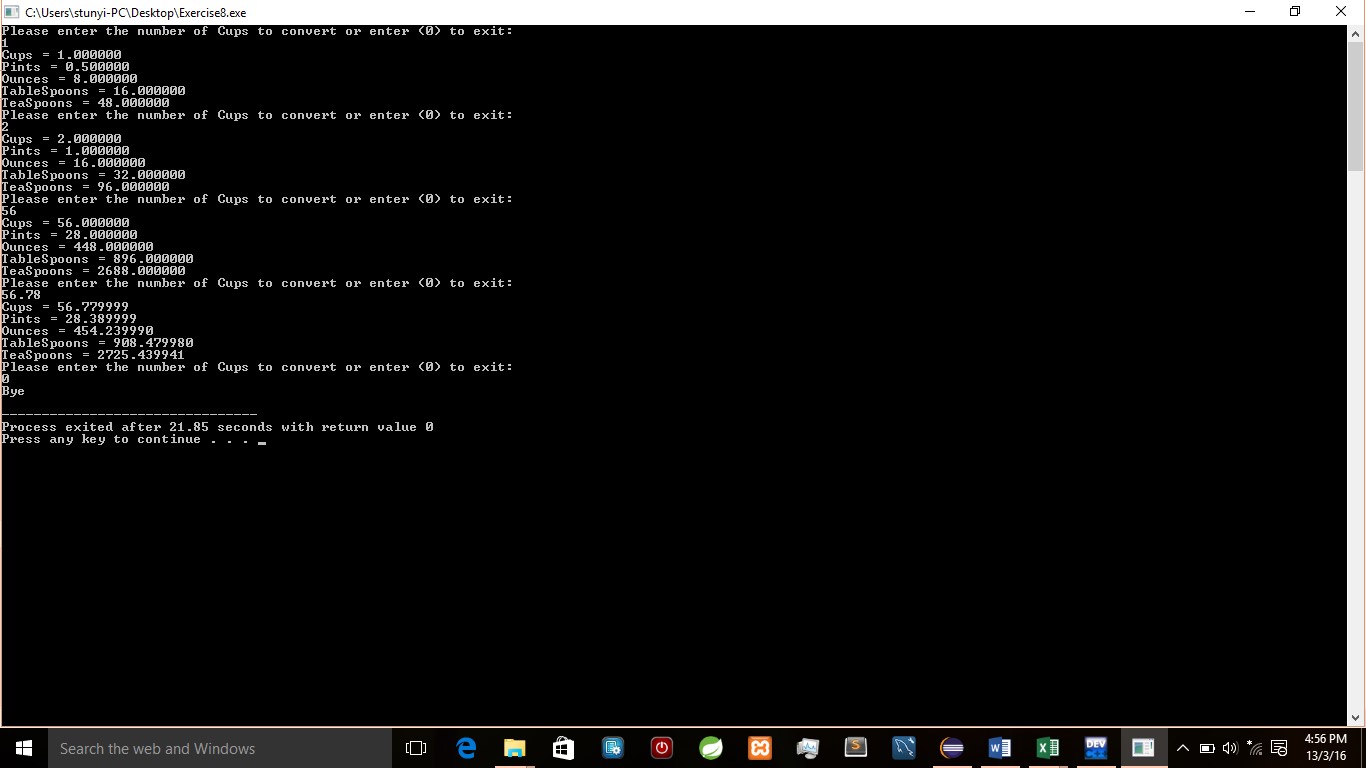 C:\Users\stunyi-PC\Desktop\Exercise8.exe
Please enter the number of Cups to convert or enter (0) to exit:
1
Cups = 1.000000
Pints = 0.500000
Ounces = 8.000000
TableSpoons = 16.000000
TeaSpoons = 48.000000
Please enter the number of Cups to convert or enter (0) to exit:
2
Cups = 2.000000
Pints = 1.000000
Ounces = 16.000000
TableSpoons = 32.000000
TeaSpoons = 96.000000
Please enter the number of Cups to convert or enter (0) to exit:
56
Cups = 56.000000
Pints = 28.000000
Ounces = 448.000000
TableSpoons = 896.000000
TeaSpoons = 2688.000000
Please enter the number of Cups to convert or enter (0) to exit:
56.78
Cups = 56.779999
Pints = 28.389999
Ounces = 454.239990
TableSpoons = 908.479980
TeaSpoons = 2725.439941
Please enter the number of Cups to convert or enter (0) to exit:
0
Bye
--------------------------------
Process exited after 21.85 seconds with return value 0
Press any key to continue . . . _
Search the web and Windows
DEV
4:56 PM
13/3/16